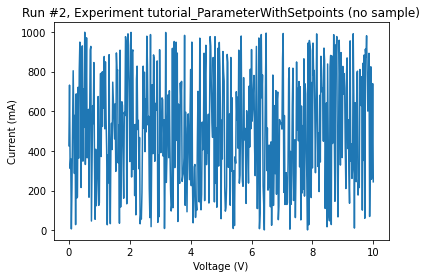 Run #2, Experiment tutorial_ParameterWithSetpoints (no sample)
1000
800
600
400
200
0
Current (mA)
0 2 4 6 8 10
Voltage (V)